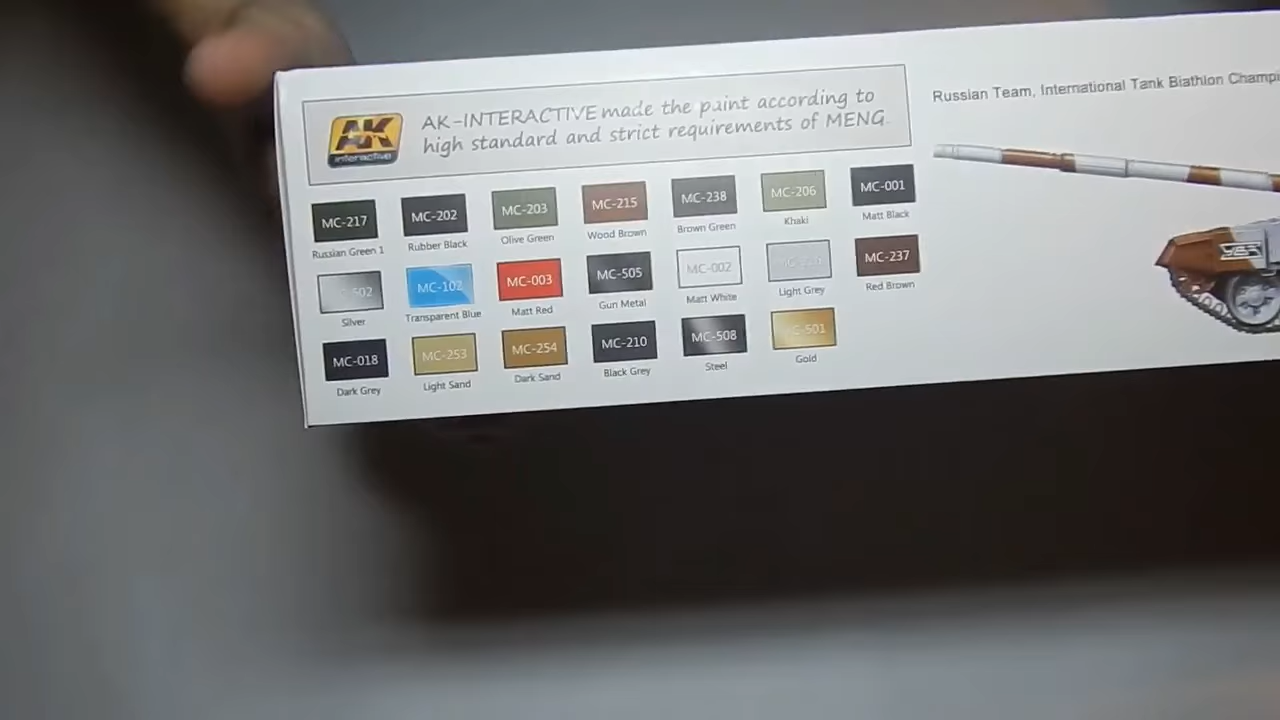 AK
interactive
AK-INTERACTIVE made the paint according to
high standard and strict requirements of MENG
Russian Team, International Tank Biathlon Champi
MC-217 MC-202 MC-203 MC-215 MC-238 MC-206 MC-001
Russian Green 1 Rubber Black Olive Green Wood Brown Brown Green Khaki Matt Black
MC-102 MC-003 MC-505 MC-002 MC-237
Silver Transparent Blue Matt Red Gun Metal Matt White Light Grey Red Brown
MC-018 MC-253 MC-254 MC-210 MC-508 MC-501
Dark Grey Light Sand Dark Sand Black Grey Steel Gold